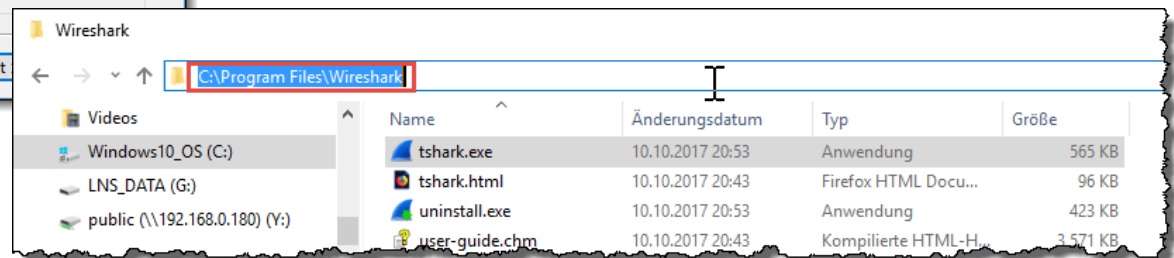 Wireshark
t
C:\Program Files\Wireshark
Videos
Name Änderungsdatum Typ Größe
Windows10_OS (C:)
tshark.exe 10.10.2017 20:53 Anwendung 565 KB
LNS_DATA (G:)
tshark.html 10.10.2017 20:43 Firefox HTML Docu... 96 KB
public (\\192.168.0.180) (Y:)
uninstall.exe 10.10.2017 20:53 Anwendung 423 KB
user-guide.chm 10.10.2017 20:43 Kompilierte HTML-H... 3 571 KB